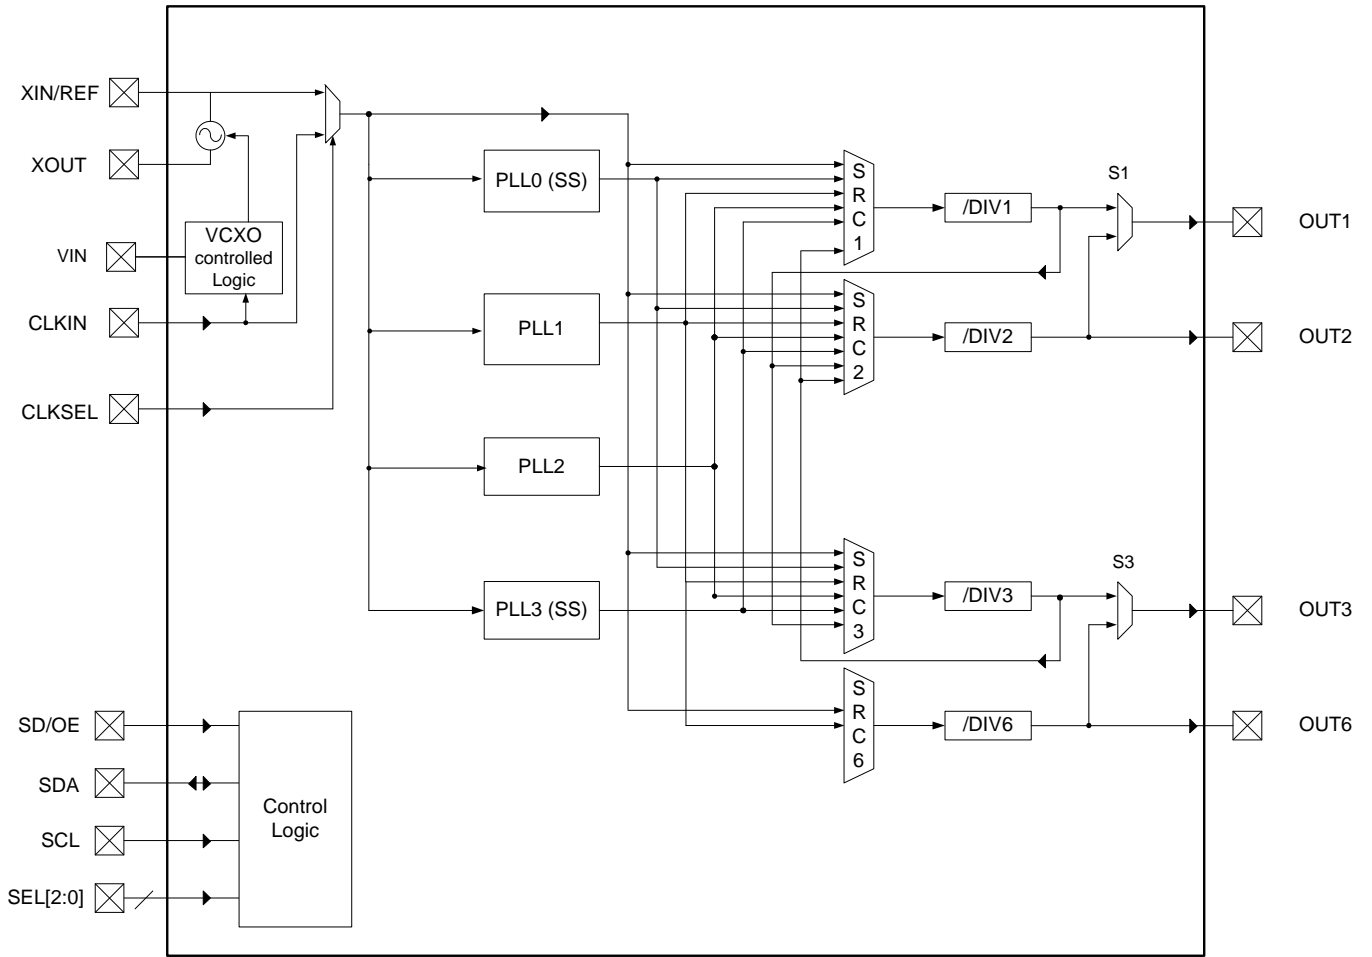 XIN/REF
XOUT
VIN
CLKIN
CLKSEL
VCXO
controlled
Logic
PLL0 (SS)
PLL1
PLL2
PLL3 (SS)
S
R
C
1
S
R
C
2
S
R
C
3
S
R
C
6
/DIV1
/DIV2
/DIV3
/DIV6
S1
S3
OUT1
OUT2
OUT3
OUT6
SD/OE
SDA
SCL
SEL[2:0]
Control
Logic